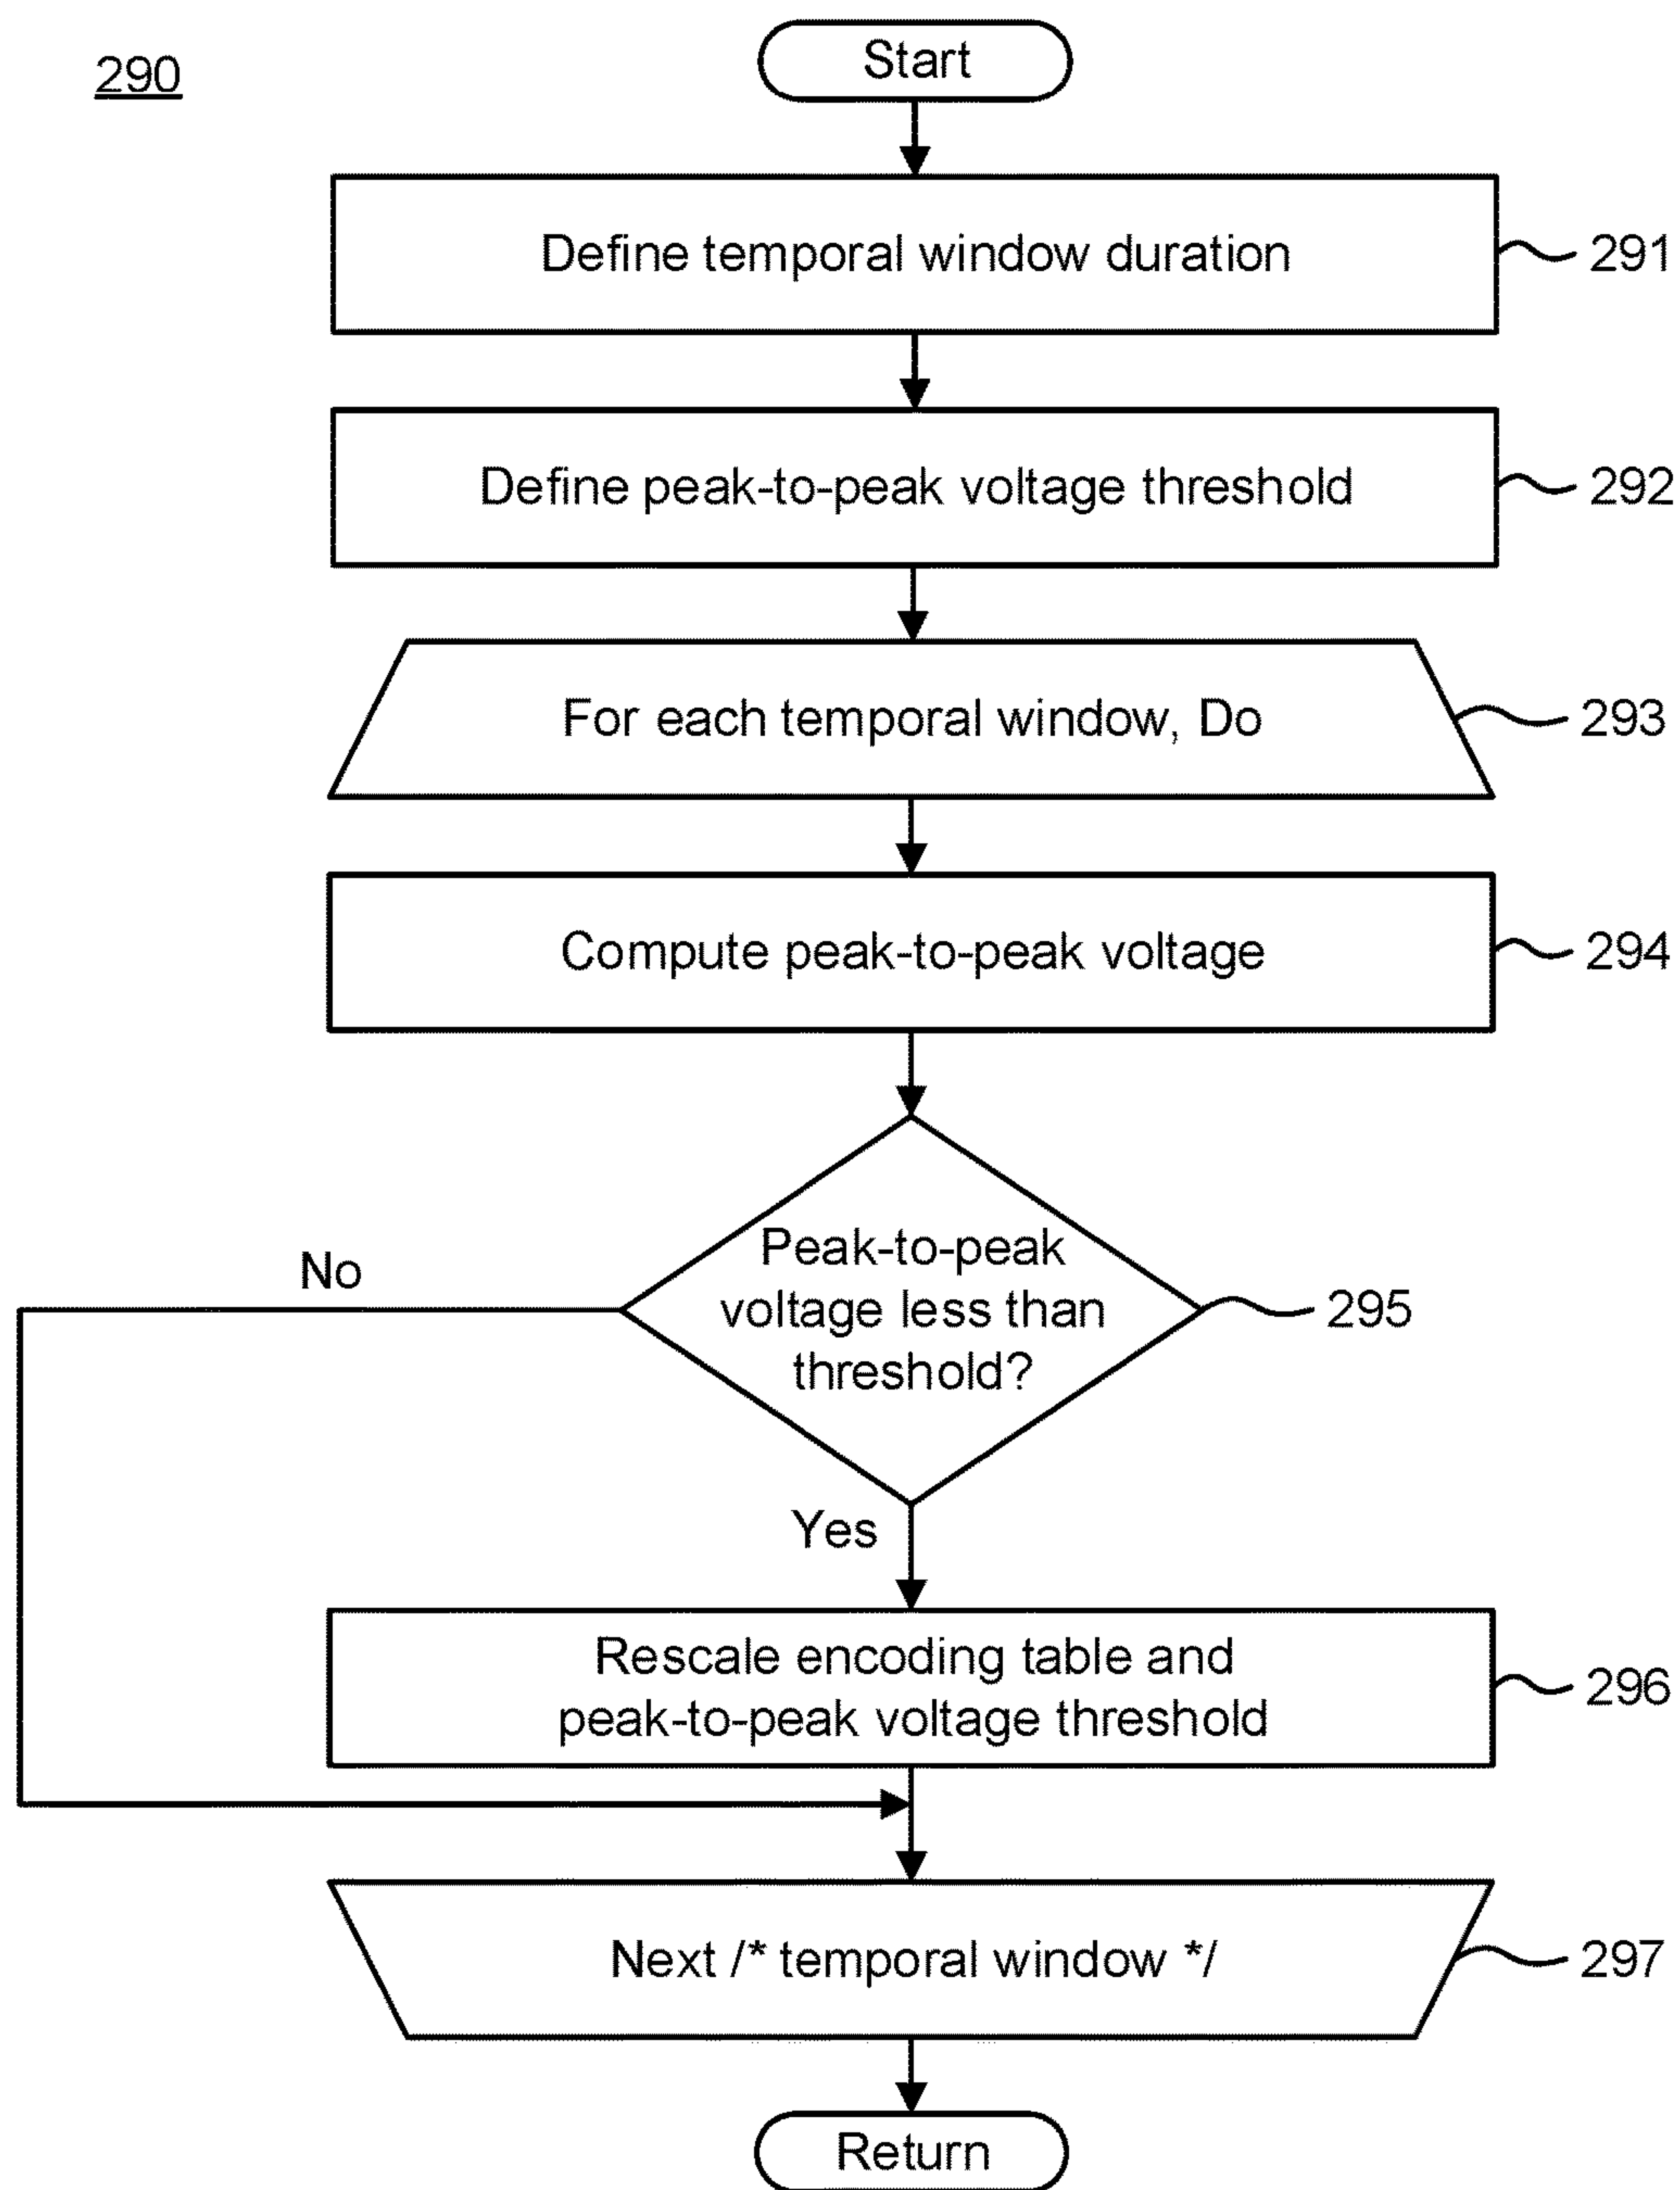 290
Start
Define temporal window duration
291
Define peak-to-peak voltage threshold
292
For each temporal window, Do
293
Compute peak-to-peak voltage
294
Peak-to-peak
voltage less than
threshold?
295
No
Yes
Rescale encoding table and
peak-to-peak voltage threshold
296
Next /* temporal window */
297
Return